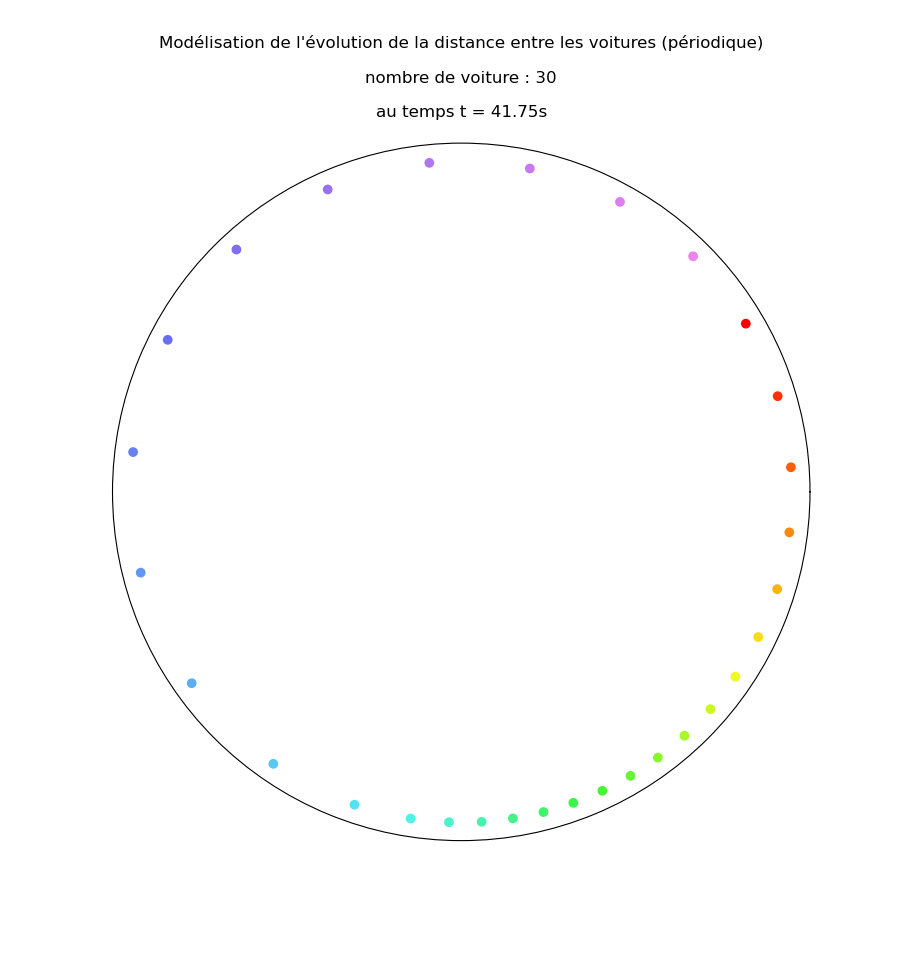 Modélisation de l'évolution de la distance entre les voitures (périodique)
nombre de voiture : 30
au temps t = 41.75s